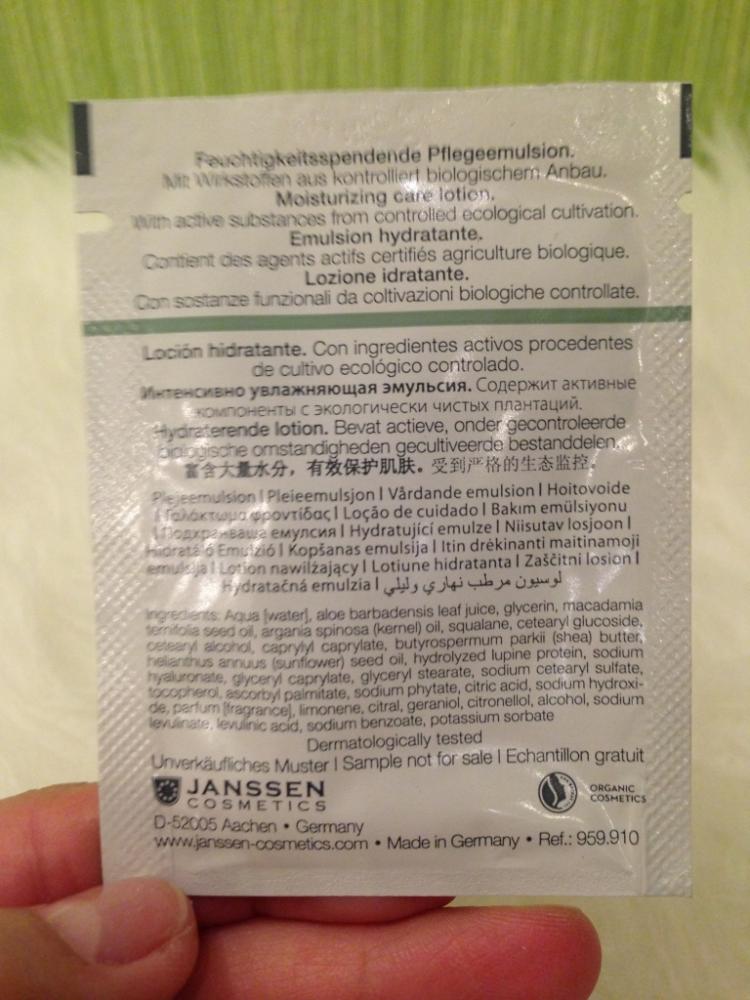 Feuchtigkeitsspendende Pflegeemulsion.
Mit Wirkstoffen aus kontrolliert biologischem Anbau.
Moisturizing care lotion.
With active substances from controlled ecological cultivation.
Emulsion hydratante.
Contient des agents actifs certifiés agriculture biologique.
Lozione idratante.
Con sostanze funzionali da coltivazioni biologiche controllate.
Loción hidratante. Con ingredientes activos procedentes
de cultivo ecológico controlado.
Интенсивно увлажняющая эмульсия. Содержит активные
компоненты с экологически чистых плантаций.
Hydraterende lotion. Bevat actieve, onder gecontroleerde
biologische omstandigheden gecultiveerde bestanddelen.
富含大量水分，有效保护肌肤。受到严格的生态监控。
Plejeemulsion | Pleieemulsjon | Vårdande emulsion | Hoitovoide
| Γαλάκτωμα φροντίδας | Loção de cuidado | Bakım emülsiyonu
| Подхранваща емулсия | Hydratující emulze | Niisutav losjoon |
Hidratáló Emulzió | Kopšanas emulsija | Itin drėkinanti maitinamoji
emulsija | Lotion nawilżający | Lotiune hidratanta | Zaščitni losion |
Hydratačná emulzia | لوسيون مرطب نهاري وليلي
Ingredients: Aqua [water], aloe barbadensis leaf juice, glycerin, macadamia
ternifolia seed oil, argania spinosa (kernel) oil, squalane, cetearyl glucoside,
cetearyl alcohol, caprylyl caprylate, butyrospermum parkii (shea) butter,
helianthus annuus (sunflower) seed oil, hydrolyzed lupine protein, sodium
hyaluronate, glyceryl caprylate, glyceryl stearate, sodium cetearyl sulfate,
tocopherol, ascorbyl palmitate, sodium phytate, citric acid, sodium hydroxi-
de, parfum [fragrance], limonene, citral, geraniol, citronellol, alcohol, sodium
levulinate, levulinic acid, sodium benzoate, potassium sorbate
Dermatologically tested
Unverkäufliches Muster | Sample not for sale | Echantillon gratuit
JANSSEN
COSMETICS
ORGANIC
COSMETICS
D-52005 Aachen • Germany
www.janssen-cosmetics.com • Made in Germany • Ref.: 959.910